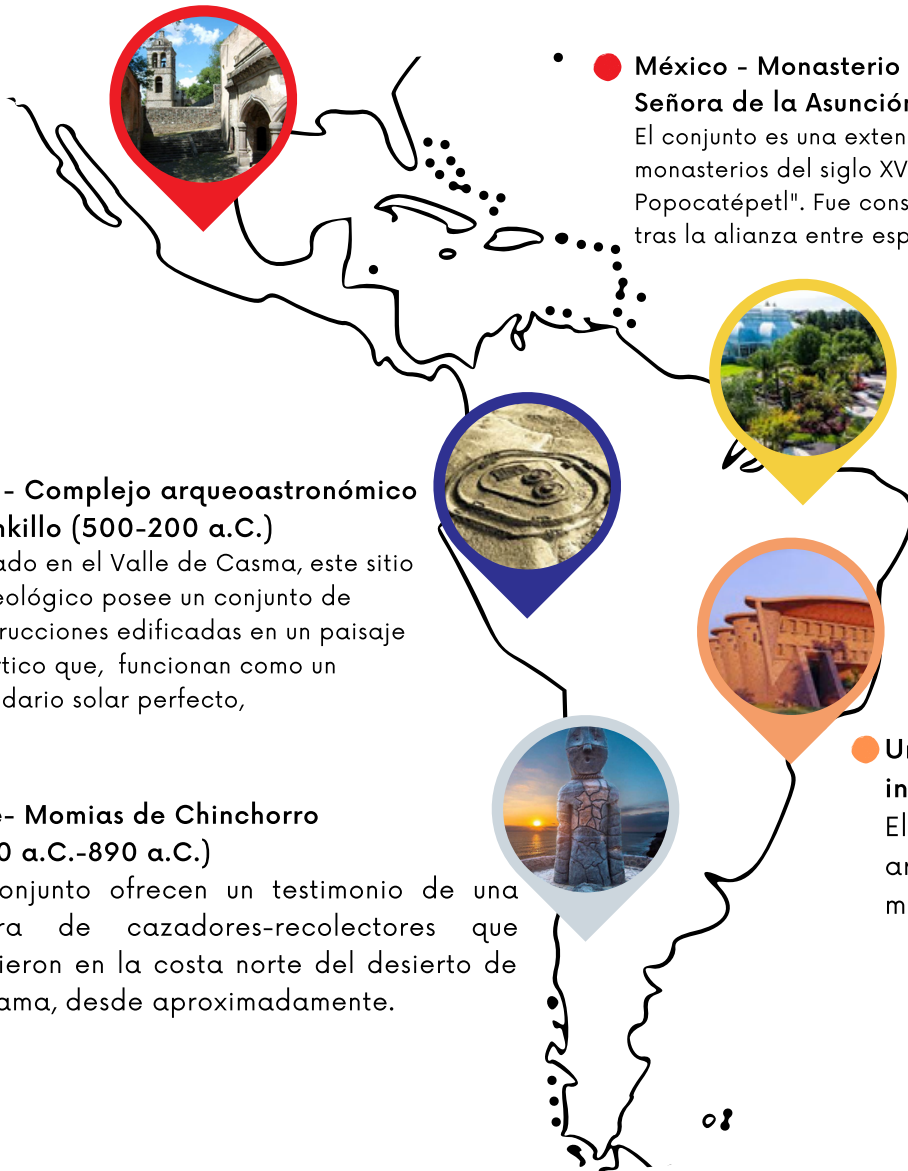 México - Monasterio
Señora de la Asunción
El conjunto es una exten
monasterios del siglo XV
Popocatépetl". Fue cons
tras la alianza entre esp
- Complejo arqueoastronómico
nkillo (500-200 a.C.)
ado en el Valle de Casma, este sitio
eológico posee un conjunto de
rucciones edificadas en un paisaje
rtico que, funcionan como un
dario solar perfecto,
- Momias de Chinchorro
0 a.C.-890 a.C.)
onjunto ofrecen un testimonio de una
ra de cazadores-recolectores que
ieron en la costa norte del desierto de
ama, desde aproximadamente.
Ur
in
El
ar
m